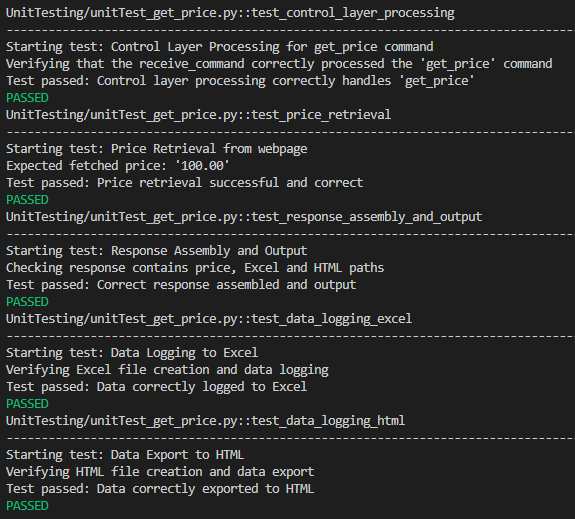 UnitTesting/unitTest_get_price.py::test_control_layer_processing
--------------------------------------------------------------------------------
Starting test: Control Layer Processing for get_price command
Verifying that the receive_command correctly processed the 'get_price' command
Test passed: Control layer processing correctly handles 'get_price'
PASSED
UnitTesting/unitTest_get_price.py::test_price_retrieval
--------------------------------------------------------------------------------
Starting test: Price Retrieval from webpage
Expected fetched price: '100.00'
Test passed: Price retrieval successful and correct
PASSED
UnitTesting/unitTest_get_price.py::test_response_assembly_and_output
--------------------------------------------------------------------------------
Starting test: Response Assembly and Output
Checking response contains price, Excel and HTML paths
Test passed: Correct response assembled and output
PASSED
UnitTesting/unitTest_get_price.py::test_data_logging_excel
--------------------------------------------------------------------------------
Starting test: Data Logging to Excel
Verifying Excel file creation and data logging
Test passed: Data correctly logged to Excel
PASSED
UnitTesting/unitTest_get_price.py::test_data_logging_html
--------------------------------------------------------------------------------
Starting test: Data Export to HTML
Verifying HTML file creation and data export
Test passed: Data correctly exported to HTML
PASSED